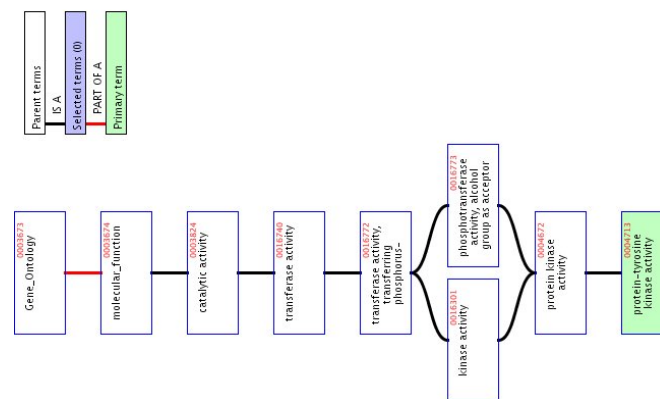 Parent terms
IS A
Selected terms (0)
PART OF A
Primary term
0003673
Gene_Ontology
0003674
molecular_function
0003824
catalytic activity
0016740
transferase activity
0016772
transferase activity,
transferring
phosphorus-
0016773
phosphotransferase
activity, alcohol
group as acceptor
0016301
kinase activity
0004672
protein kinase
activity
0004713
protein-tyrosine
kinase activity